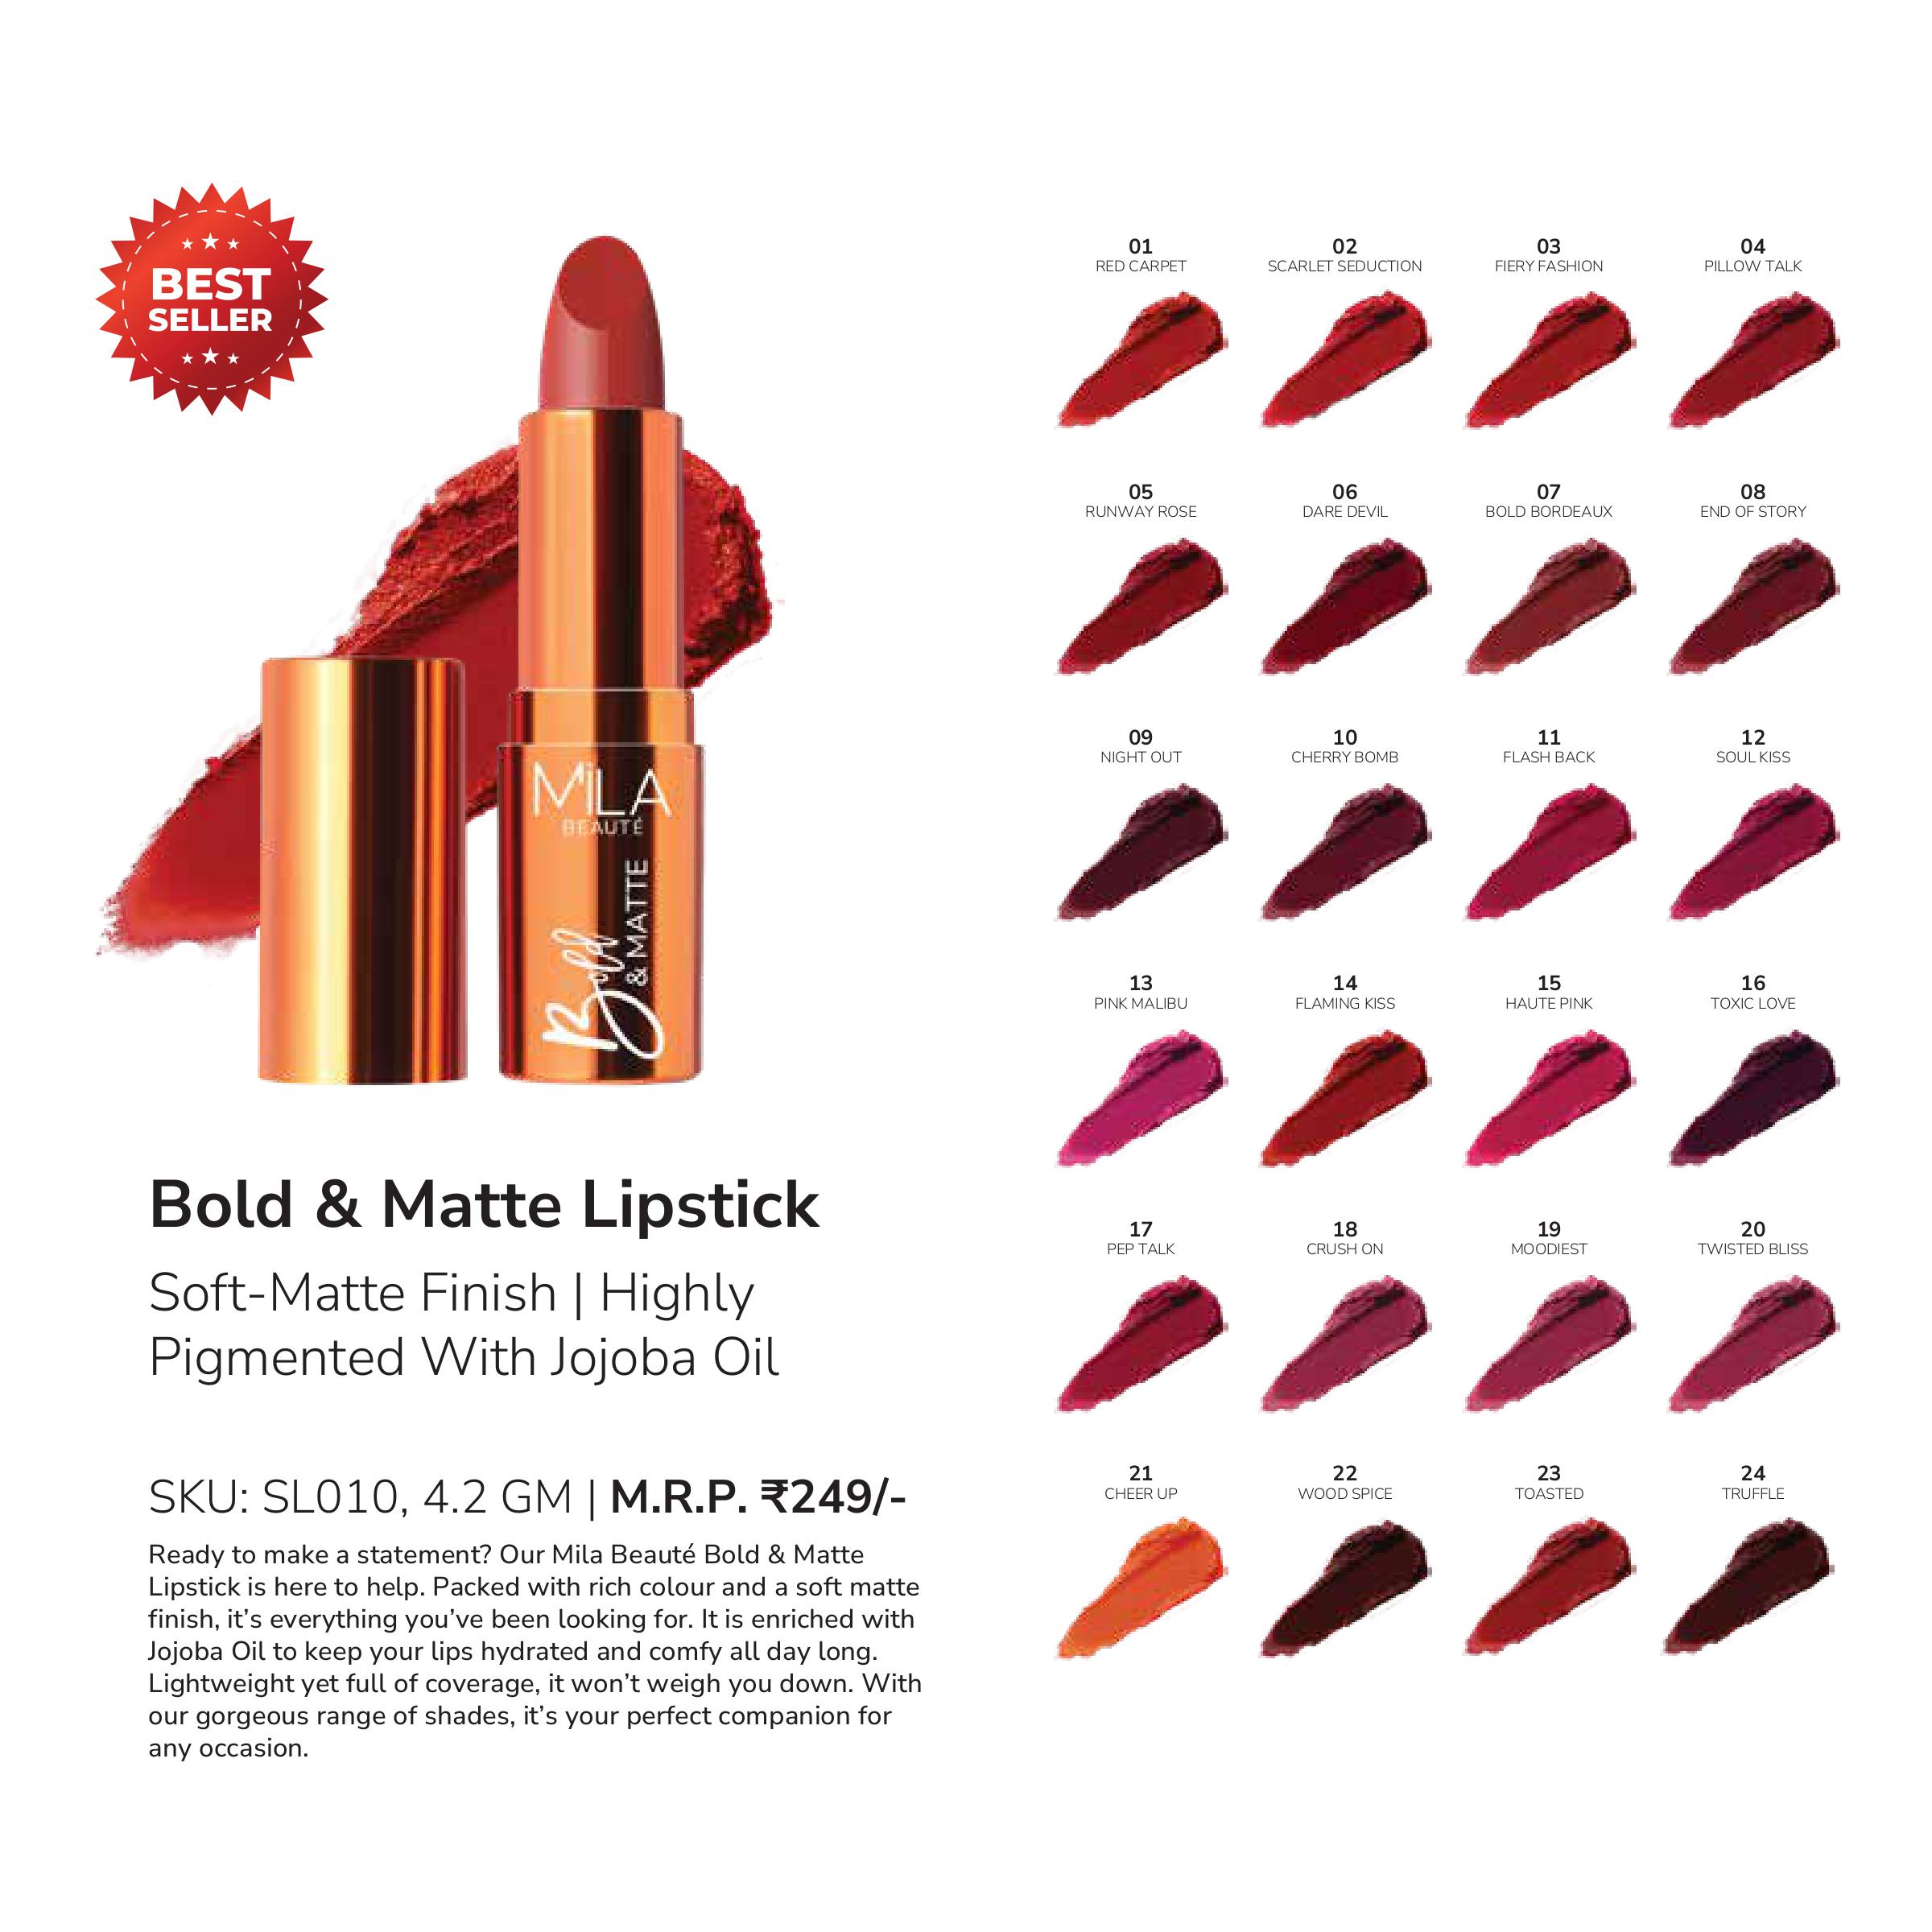 BEST
SELLER
MiLA
BEAUTÉ
Bold
& MATTE
Bold & Matte Lipstick
Soft-Matte Finish | Highly
Pigmented With Jojoba Oil
SKU: SL010, 4.2 GM | M.R.P. ₹249/-
Ready to make a statement? Our Mila Beauté Bold & Matte
Lipstick is here to help. Packed with rich colour and a soft matte
finish, it’s everything you’ve been looking for. It is enriched with
Jojoba Oil to keep your lips hydrated and comfy all day long.
Lightweight yet full of coverage, it won’t weigh you down. With
our gorgeous range of shades, it’s your perfect companion for
any occasion.
01
RED CARPET
02
SCARLET SEDUCTION
03
FIERY FASHION
04
PILLOW TALK
05
RUNWAY ROSE
06
DARE DEVIL
07
BOLD BORDEAUX
08
END OF STORY
09
NIGHT OUT
10
CHERRY BOMB
11
FLASH BACK
12
SOUL KISS
13
PINK MALIBU
14
FLAMING KISS
15
HAUTE PINK
16
TOXIC LOVE
17
PEP TALK
18
CRUSH ON
19
MOODIEST
20
TWISTED BLISS
21
CHEER UP
22
WOOD SPICE
23
TOASTED
24
TRUFFLE